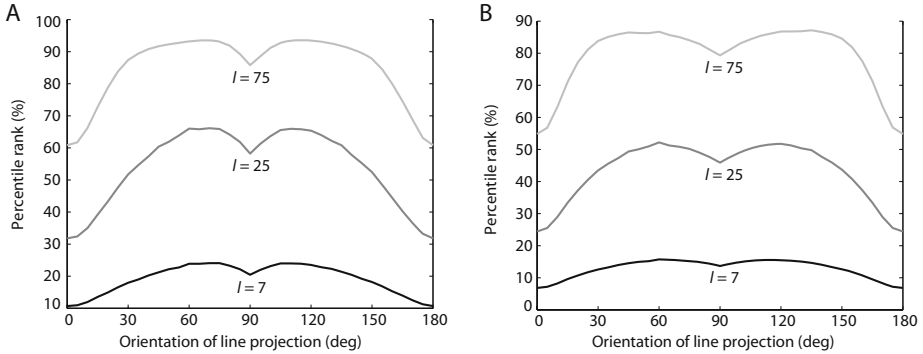 A
Percentile rank (%)
100
90
80
70
60
50
40
30
20
10
l = 75
l = 25
l = 7
0 30 60 90 120 150 180
Orientation of line projection (deg)
B
Percentile rank (%)
90
80
70
60
50
40
30
20
10
0
l = 75
l = 25
l = 7
0 30 60 90 120 150 180
Orientation of line projection (deg)